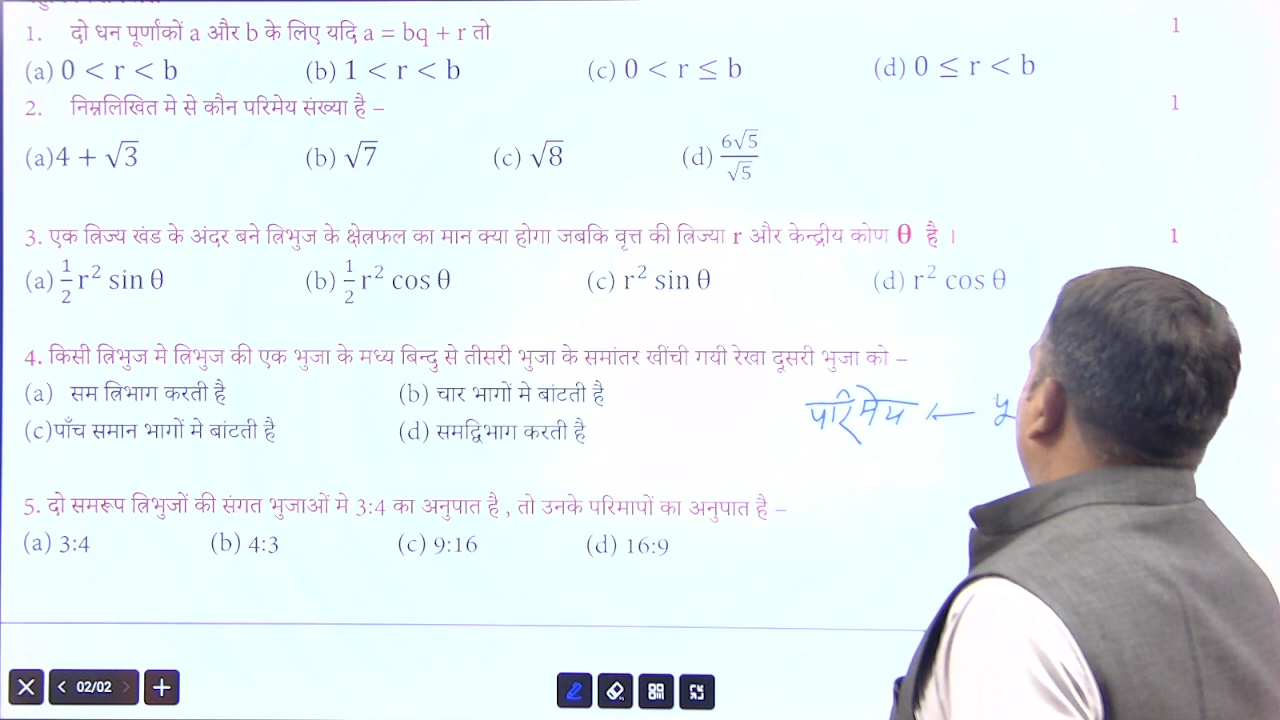 1. दो धन पूर्णांकों a और b के लिए यदि a = bq + r तो 1
(a) 0 < r < b (b) 1 < r < b (c) 0 < r ≤ b (d) 0 ≤ r < b
2. निम्नलिखित मे से कौन परिमेय संख्या है – 1
(a)4 + √3 (b) √7 (c) √8 (d) 6√5/√5
3. एक त्रिज्य खंड के अंदर बने त्रिभुज के क्षेत्रफल का मान क्या होगा जबकि वृत्त की त्रिज्या r और केन्द्रीय कोण θ है । 1
(a) 1/2 r² sin θ (b) 1/2 r² cos θ (c) r² sin θ (d) r² cos θ
4. किसी त्रिभुज मे त्रिभुज की एक भुजा के मध्य बिन्दु से तीसरी भुजा के समांतर खींची गयी रेखा दूसरी भुजा को –
(a) सम त्रिभाग करती है (b) चार भागों मे बांटती है
(c)पाँच समान भागों मे बांटती है (d) समद्विभाग करती है
परिमेय
5. दो समरूप त्रिभुजों की संगत भुजाओं मे 3:4 का अनुपात है , तो उनके परिमापों का अनुपात है –
(a) 3:4 (b) 4:3 (c) 9:16 (d) 16:9
02/02